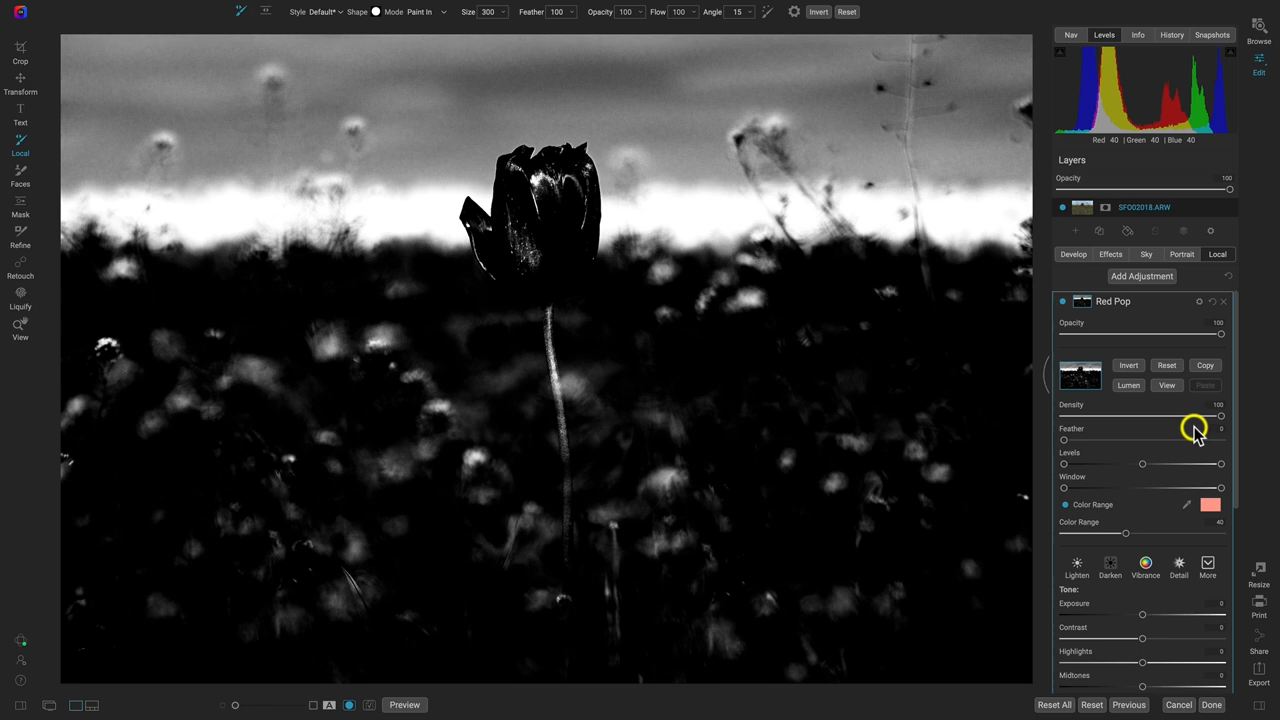 Style Default* Shape Mode Paint In Size 300 Feather 100 Opacity 100 Flow 100 Angle 15 Invert Reset
Crop
Transform
Text
Local
Faces
Mask
Refine
Retouch
Liquify
View
Nav Levels Info History Snapshots
Red 40 | Green 40 | Blue 40
Layers
Opacity 100
SFO02018.ARW
Develop Effects Sky Portrait Local
Add Adjustment
Red Pop
Opacity 100
Invert Reset Copy
Lumen View Paste
Density 100
Feather 0
Levels
Window
Color Range
Color Range 40
Lighten Darken Vibrance Detail More
Tone:
Exposure 0
Contrast 0
Highlights 0
Midtones 0
Browse
Edit
Resize
Print
Share
Export
A Preview
Reset All Reset Previous Cancel Done